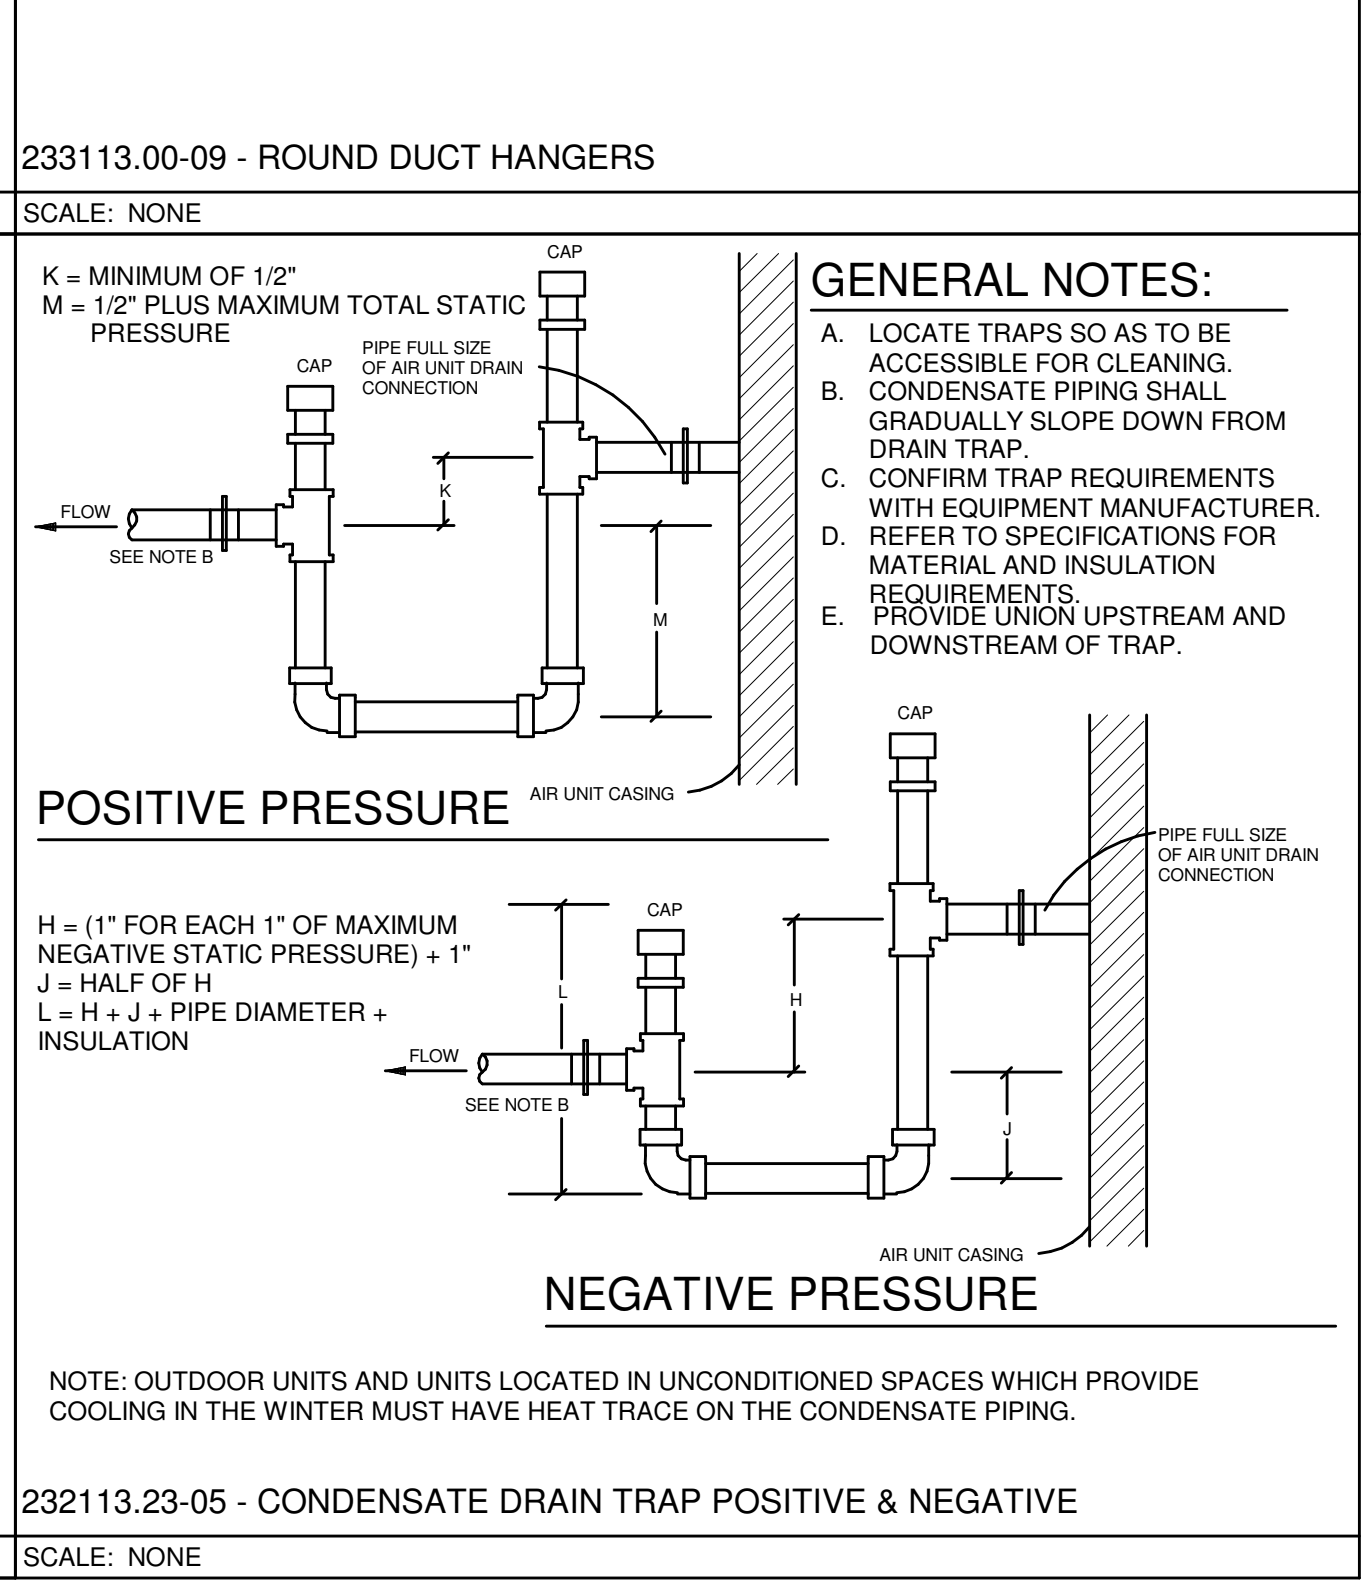 233113.00-09 - ROUND DUCT HANGERS
SCALE: NONE
K = MINIMUM OF 1/2"
M = 1/2" PLUS MAXIMUM TOTAL STATIC
PRESSURE
CAP
CAP
PIPE FULL SIZE
OF AIR UNIT DRAIN
CONNECTION
K
FLOW
SEE NOTE B
M
AIR UNIT CASING
POSITIVE PRESSURE
GENERAL NOTES:
A. LOCATE TRAPS SO AS TO BE
ACCESSIBLE FOR CLEANING.
B. CONDENSATE PIPING SHALL
GRADUALLY SLOPE DOWN FROM
DRAIN TRAP.
C. CONFIRM TRAP REQUIREMENTS
WITH EQUIPMENT MANUFACTURER.
D. REFER TO SPECIFICATIONS FOR
MATERIAL AND INSULATION
REQUIREMENTS.
E. PROVIDE UNION UPSTREAM AND
DOWNSTREAM OF TRAP.
CAP
PIPE FULL SIZE
OF AIR UNIT DRAIN
CONNECTION
H = (1" FOR EACH 1" OF MAXIMUM
NEGATIVE STATIC PRESSURE) + 1"
J = HALF OF H
L = H + J + PIPE DIAMETER +
INSULATION
CAP
L
H
FLOW
SEE NOTE B
J
AIR UNIT CASING
NEGATIVE PRESSURE
NOTE: OUTDOOR UNITS AND UNITS LOCATED IN UNCONDITIONED SPACES WHICH PROVIDE
COOLING IN THE WINTER MUST HAVE HEAT TRACE ON THE CONDENSATE PIPING.
232113.23-05 - CONDENSATE DRAIN TRAP POSITIVE & NEGATIVE
SCALE: NONE